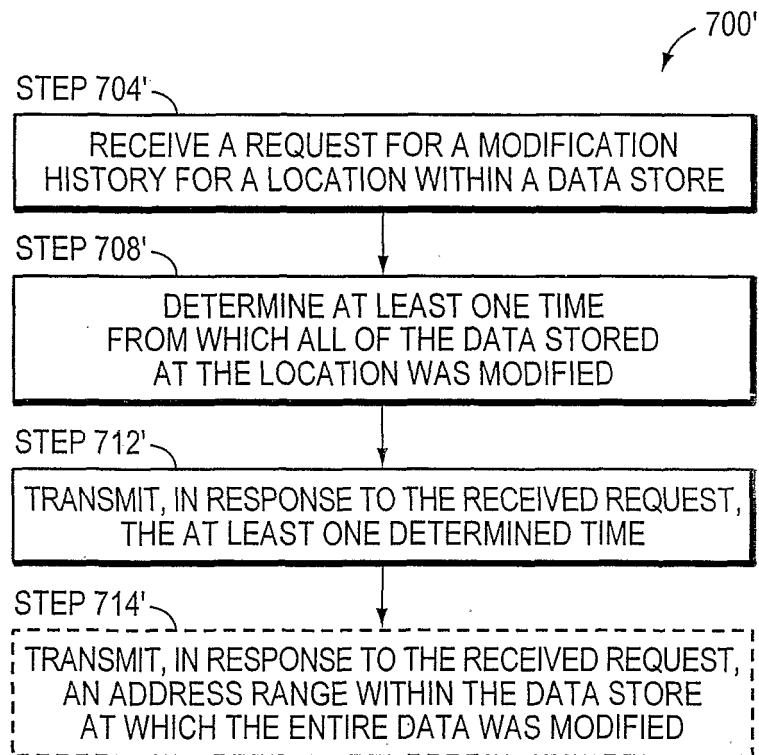 700'
STEP 704'
RECEIVE A REQUEST FOR A MODIFICATION
HISTORY FOR A LOCATION WITHIN A DATA STORE
STEP 708'
DETERMINE AT LEAST ONE TIME
FROM WHICH ALL OF THE DATA STORED
AT THE LOCATION WAS MODIFIED
STEP 712'
TRANSMIT, IN RESPONSE TO THE RECEIVED REQUEST,
THE AT LEAST ONE DETERMINED TIME
STEP 714'
TRANSMIT, IN RESPONSE TO THE RECEIVED REQUEST,
AN ADDRESS RANGE WITHIN THE DATA STORE
AT WHICH THE ENTIRE DATA WAS MODIFIED